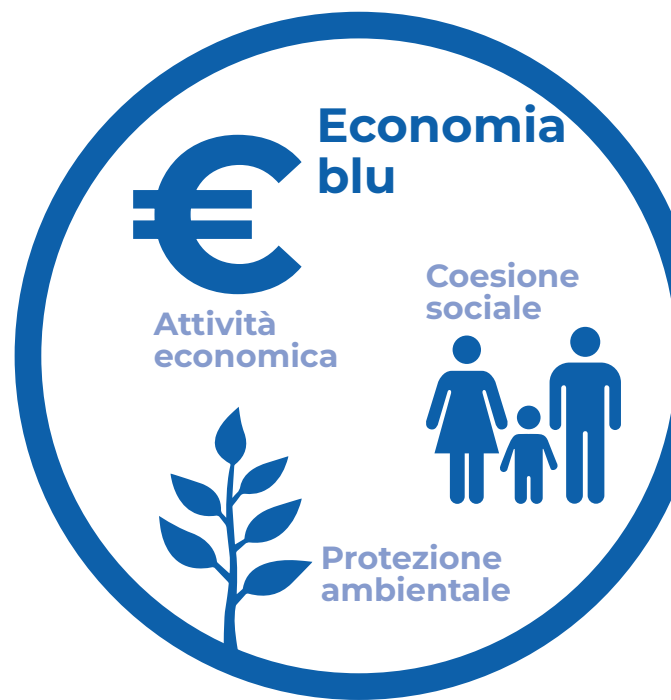 Economia
blu
€
Coesione
sociale
Attività
economica
Protezione
ambientale